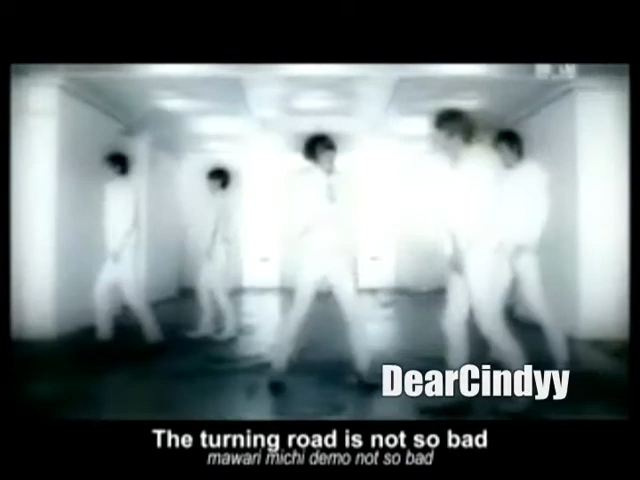 DearCindyy
The turning road is not so bad
mawari michi demo not so bad